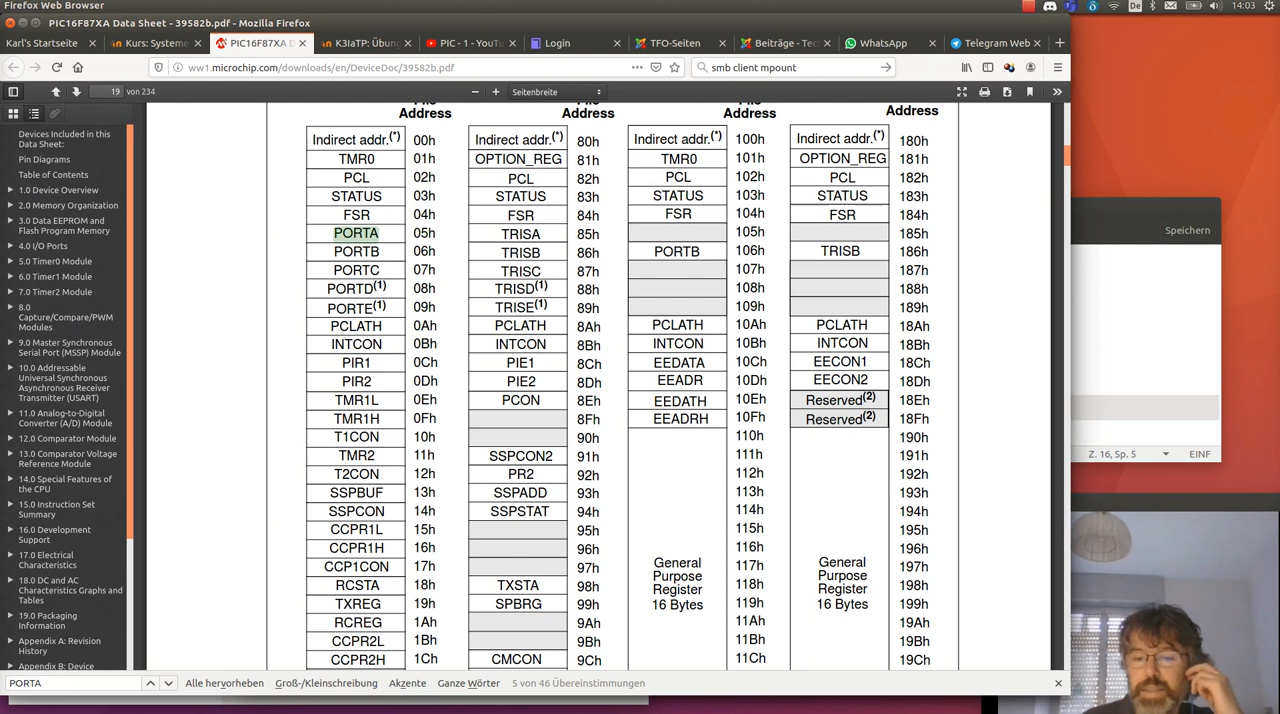 Firefox Web Browser
De
14:03
PIC16F87XA Data Sheet - 39582b.pdf - Mozilla Firefox
Karl's Startseite
Kurs: Systeme
PIC16F87XA D
K3IaTP: Übung
PIC - 1 - YouTu
Login
TFO-Seiten
Beiträge - Tec
WhatsApp
Telegram Web
ww1.microchip.com/downloads/en/DeviceDoc/39582b.pdf
smb client mpount
19 von 234
Seitenbreite
Devices Included in this
Data Sheet:
Pin Diagrams
Table of Contents
1.0 Device Overview
2.0 Memory Organization
3.0 Data EEPROM and
Flash Program Memory
4.0 I/O Ports
5.0 Timer0 Module
6.0 Timer1 Module
7.0 Timer2 Module
8.0
Capture/Compare/PWM
Modules
9.0 Master Synchronous
Serial Port (MSSP) Module
10.0 Addressable
Universal Synchronous
Asynchronous Receiver
Transmitter (USART)
11.0 Analog-to-Digital
Converter (A/D) Module
12.0 Comparator Module
13.0 Comparator Voltage
Reference Module
14.0 Special Features of
the CPU
15.0 Instruction Set
Summary
16.0 Development
Support
17.0 Electrical
Characteristics
18.0 DC and AC
Characteristics Graphs and
Tables
19.0 Packaging
Information
Appendix A: Revision
History
Appendix B: Device
Address Address Address Address
Indirect addr.(*) 00h Indirect addr.(*) 80h Indirect addr.(*) 100h Indirect addr.(*) 180h
TMR0 01h OPTION_REG 81h TMR0 101h OPTION_REG 181h
PCL 02h PCL 82h PCL 102h PCL 182h
STATUS 03h STATUS 83h STATUS 103h STATUS 183h
FSR 04h FSR 84h FSR 104h FSR 184h
PORTA 05h TRISA 85h 105h 185h
PORTB 06h TRISB 86h PORTB 106h TRISB 186h
PORTC 07h TRISC 87h 107h 187h
PORTD(1) 08h TRISD(1) 88h 108h 188h
PORTE(1) 09h TRISE(1) 89h 109h 189h
PCLATH 0Ah PCLATH 8Ah PCLATH 10Ah PCLATH 18Ah
INTCON 0Bh INTCON 8Bh INTCON 10Bh INTCON 18Bh
PIR1 0Ch PIE1 8Ch EEDATA 10Ch EECON1 18Ch
PIR2 0Dh PIE2 8Dh EEADR 10Dh EECON2 18Dh
TMR1L 0Eh PCON 8Eh EEDATH 10Eh Reserved(2) 18Eh
TMR1H 0Fh 8Fh EEADRH 10Fh Reserved(2) 18Fh
T1CON 10h 90h 110h 190h
TMR2 11h SSPCON2 91h 111h 191h
T2CON 12h PR2 92h 112h 192h
SSPBUF 13h SSPADD 93h 113h 193h
SSPCON 14h SSPSTAT 94h 114h 194h
CCPR1L 15h 95h 115h 195h
CCPR1H 16h 96h 116h 196h
CCP1CON 17h 97h General 117h General 197h
RCSTA 18h TXSTA 98h Purpose Register 118h Purpose Register 198h
TXREG 19h SPBRG 99h 16 Bytes 119h 16 Bytes 199h
RCREG 1Ah 9Ah 11Ah 19Ah
CCPR2L 1Bh 9Bh 11Bh 19Bh
CCPR2H 1Ch CMCON 9Ch 11Ch 19Ch
Speichern
Z. 16, Sp. 5
EINF
PORTA
Alle hervorheben
Groß-/Kleinschreibung
Akzente
Ganze Wörter
5 von 46 Übereinstimmungen